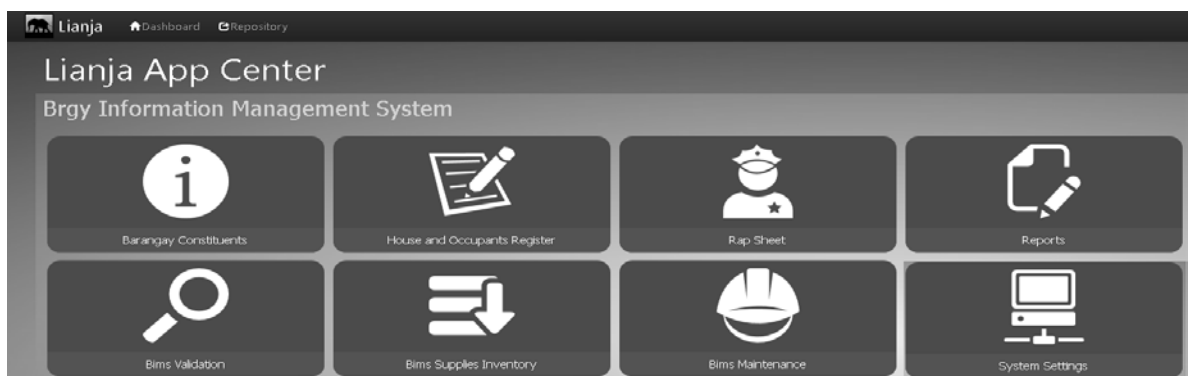 Lianja Dashboard Repository
Lianja App Center
Brgy Information Management System
Barangay Constituents House and Occupants Register Rap Sheet Reports
Bims Validation Bims Supplies Inventory Bims Maintenance System Settings